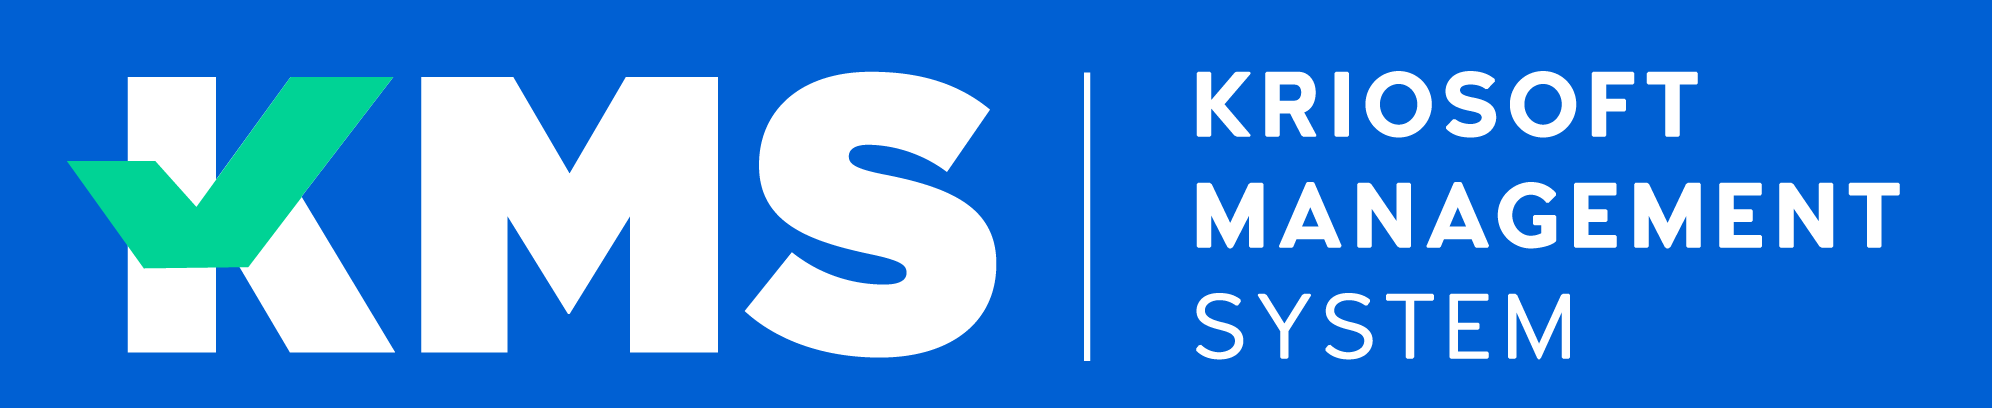 KMS
KRIOSOFT
MANAGEMENT
SYSTEM